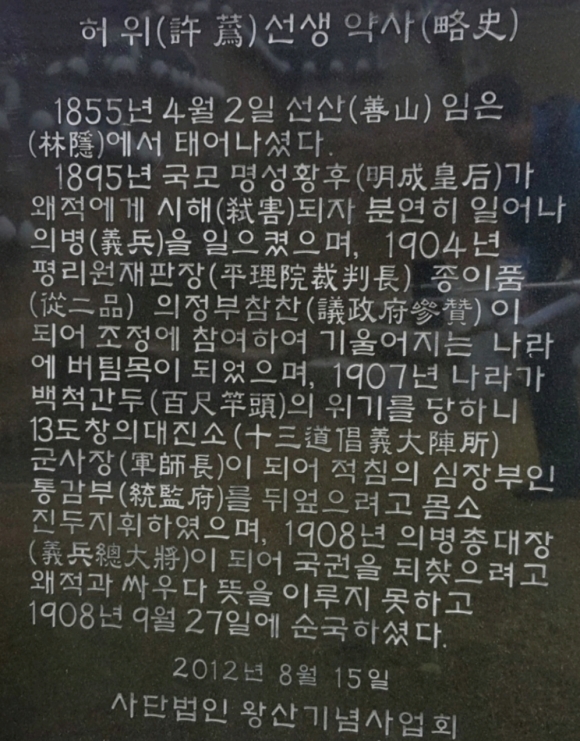 허위(許蔿)선생 약사(略史)
1855년 4월 2일 선산(善山) 임은
(林隱)에서 태어나셨다.
1895년 국모 명성황후(明成皇后)가
왜적에게 시해(弑害)되자 분연히 일어나
의병(義兵)을 일으켰으며, 1904년
평리원재판장(平理院裁判長) 종이품
(從二品) 의정부참찬(議政府參贊)이
되어 조정에 참여하여 기울어지는 나라
에 버팀목이 되었으며, 1907년 나라가
백척간두(百尺竿頭)의 위기를 당하니
13도창의대진소(十三道倡義大陣所)
군사장(軍師長)이 되어 적침의 심장부인
통감부(統監府)를 뒤엎으려고 몸소
진두지휘하였으며, 1908년 의병총대장
(義兵總大將)이 되어 국권을 되찾으려고
왜적과 싸우다 뜻을 이루지 못하고
1908년 9월 27일에 순국하셨다.
2012년 8월 15일
사단법인 왕산기념사업회